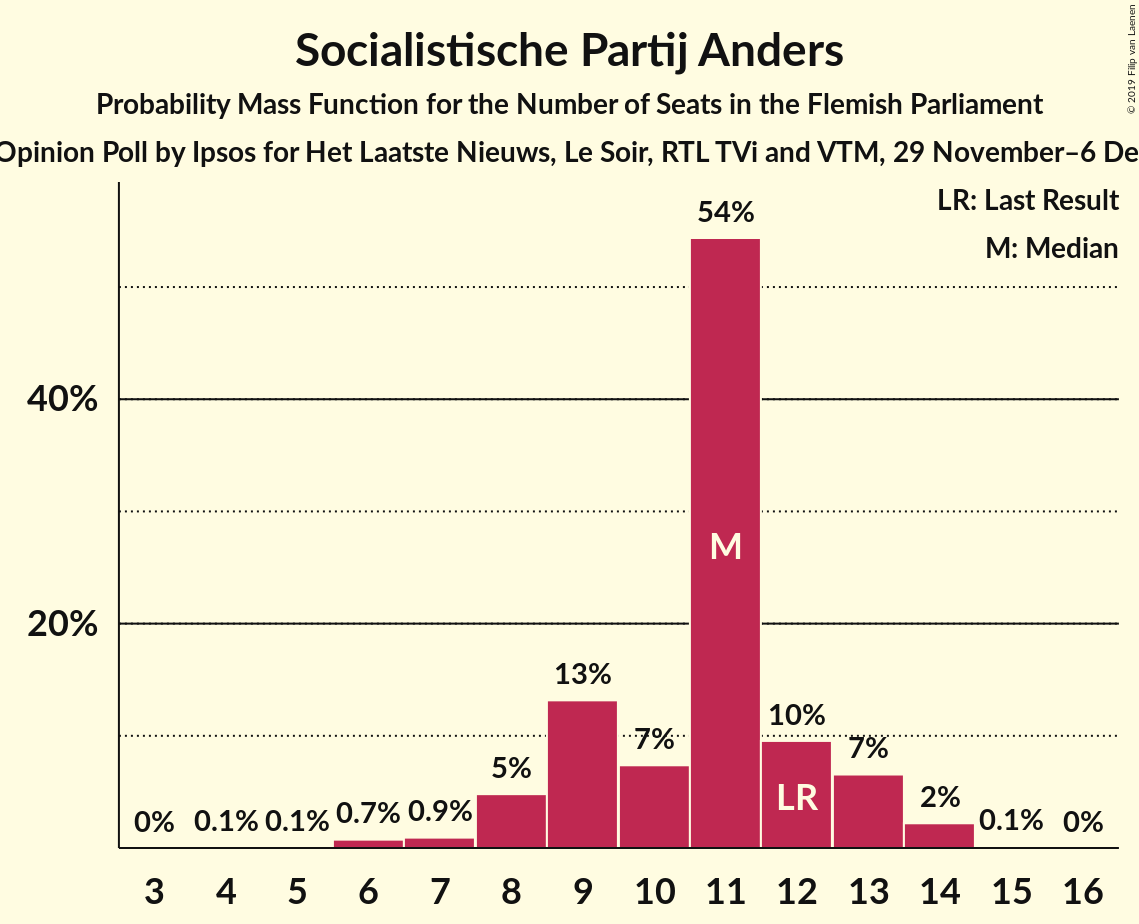 Socialistische Partij Anders
Probability Mass Function for the Number of Seats in the Flemish Parliament
Opinion Poll by Ipsos for Het Laatste Nieuws, Le Soir, RTL TVi and VTM, 29 November–6 De
© 2019 Filip van Laenen
LR: Last Result
M: Median
54%
40%
M
20%
13%
10%
7%
7%
5%
LR
2%
0%
0.1%
0.1%
0.7%
0.9%
0.1%
0%
3 4 5 6 7 8 9 10 11 12 13 14 15 16